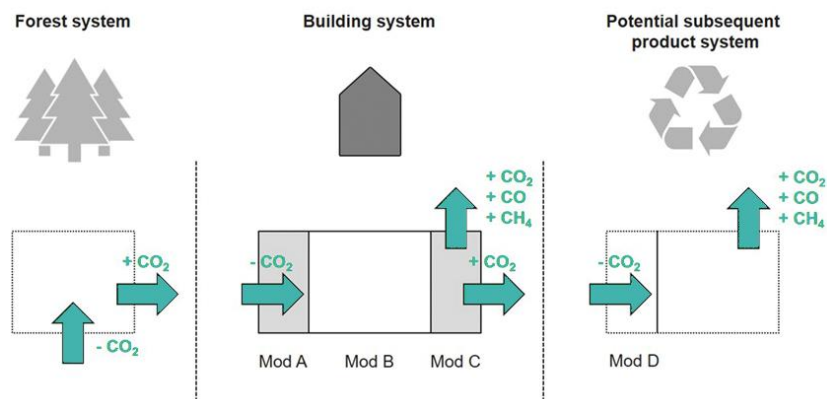 Forest system
Building system
Potential subsequent
product system
+ CO₂
- CO₂
- CO₂
+ CO₂
+ CO
+ CH₄
+ CO₂
Mod A
Mod B
Mod C
- CO₂
+ CO₂
+ CO
+ CH₄
Mod D